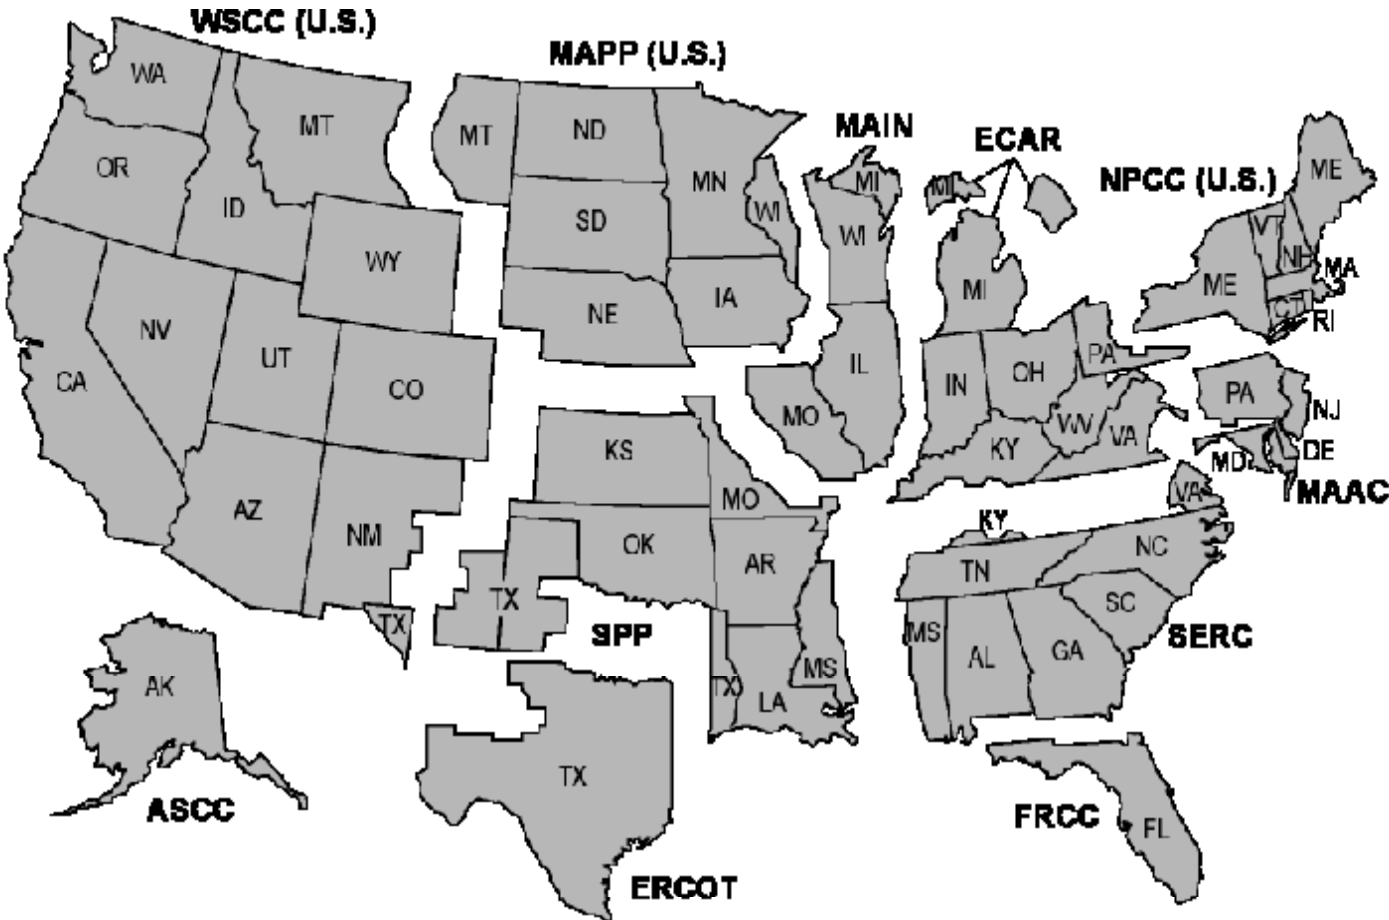 WSCC (U.S.)
MAPP (U.S.)
MAIN
ECAR
NPCC (U.S.)
WA
MT
OR
ID
WY
NV
UT
CO
CA
AZ
NM
TX
MT
ND
MN
WI
SD
NE
IA
MI
WI
IL
MO
MI
MI
IN
OH
PA
WV
VA
KY
ME
VT
NH
MA
ME
CT
RI
PA
NJ
MD
DE
MAAC
KS
MO
OK
AR
TX
SPP
MS
TX
LA
VA
KY
NC
TN
SC
SERC
MS
AL
GA
AK
ASCC
TX
ERCOT
FRCC
FL